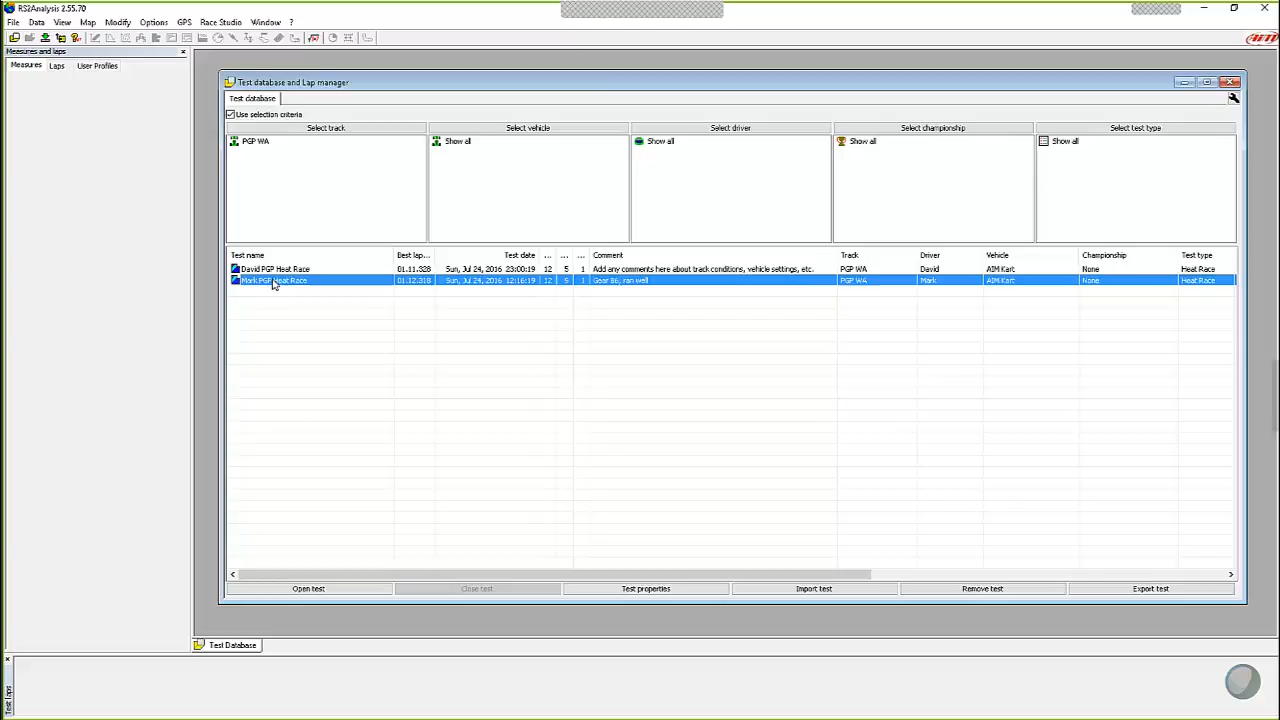 RS2Analysis 2.55.70
File Data View Map Modify Options GPS Race Studio Window ?
AIM
Measures and laps
Measures Laps User Profiles
Test database and Lap manager
Test database
Use selection criteria
Select track Select vehicle Select driver Select championship Select test type
PGP WA Show all Show all Show all Show all
Test name Best lap... Test date ... ... ... Comment Track Driver Vehicle Championship Test type
David PGP Heat Race 01.11.328 Sun, Jul 24, 2016 23:00:19 12 5 1 Add any comments here about track conditions, vehicle settings, etc. PGP WA David AIM Kart None Heat Race
Mark PGP Heat Race 01.12.318 Sun, Jul 24, 2016 12:16:19 12 5 1 Gear 86, ran well PGP WA Mark AIM Kart None Heat Race
Open test Close test Test properties Import test Remove test Export test
Test Database
Test laps